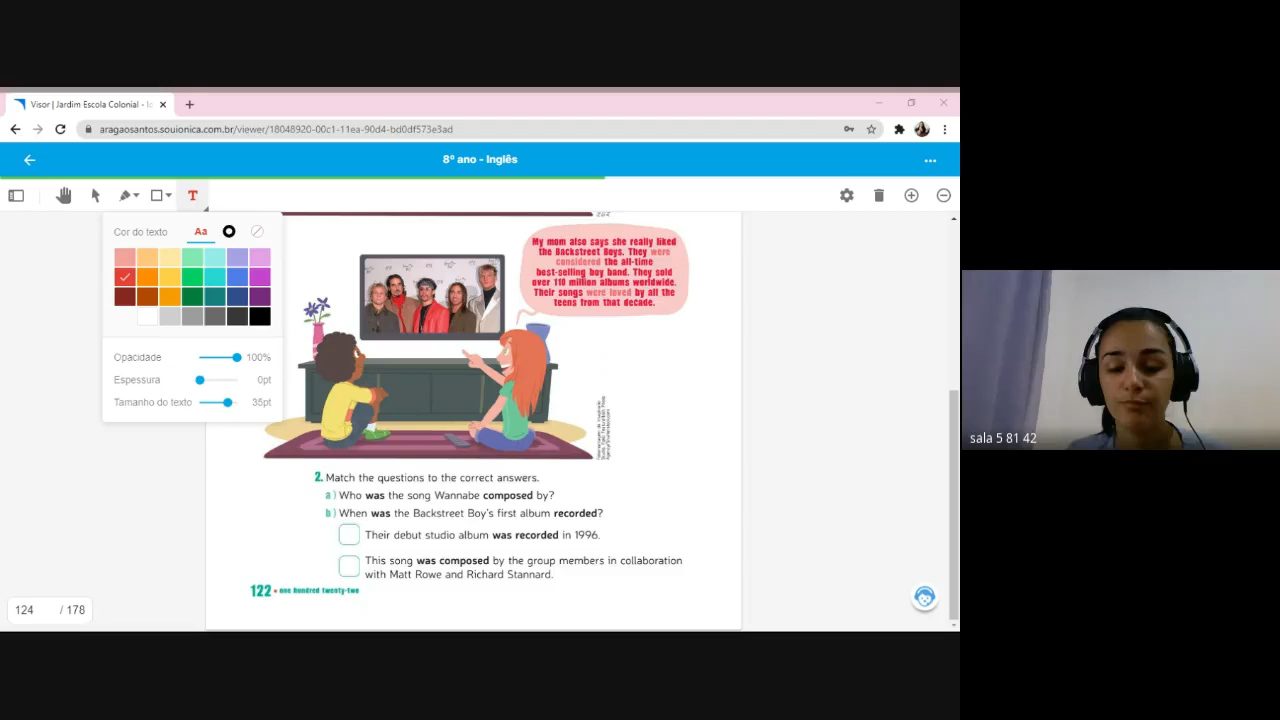 Visor | Jardim Escola Colonial - Io
aragaosantos.souionica.com.br/viewer/18048920-00c1-11ea-90d4-bd0df573e3ad
8º ano - Inglês
T
Cor do texto
Aa
Opacidade 100%
Espessura 0pt
Tamanho do texto 35pt
My mom also says she really liked
the Backstreet Boys. They were
considered the all-time
best-selling boy band. They sold
over 110 million albums worldwide.
Their songs were loved by all the
teens from that decade.
2. Match the questions to the correct answers.
a) Who was the song Wannabe composed by?
b) When was the Backstreet Boy's first album recorded?
Their debut studio album was recorded in 1996.
This song was composed by the group members in collaboration
with Matt Rowe and Richard Stannard.
122 • one hundred twenty-two
124 / 178
sala 5 81 42